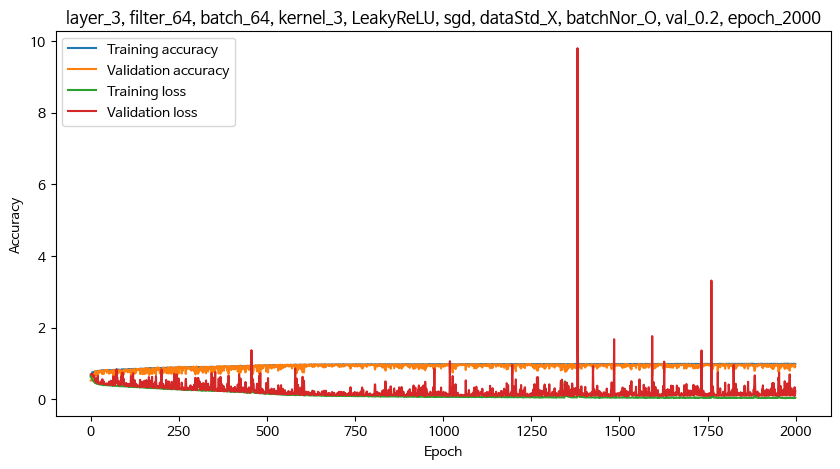 layer_3, filter_64, batch_64, kernel_3, LeakyReLU, sgd, dataStd_X, batchNor_O, val_0.2, epoch_2000
Training accuracy
Validation accuracy
Training loss
Validation loss
10
8
6
4
2
0
Accuracy
0 250 500 750 1000 1250 1500 1750 2000
Epoch